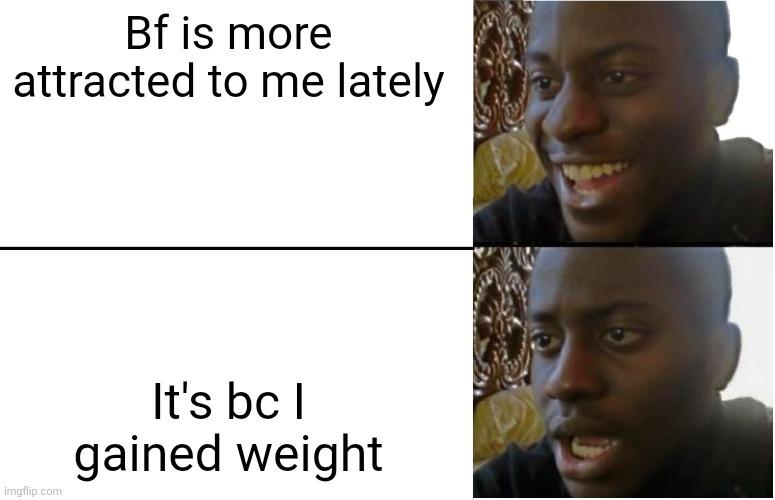 Bf is more
attracted to me lately
It's bc I
gained weight
imgflip.com